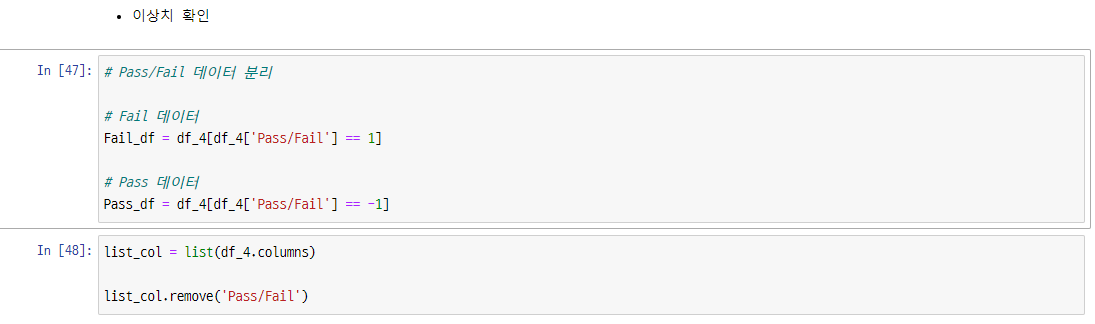 • 이상치 확인
In [47]:
# Pass/Fail 데이터 분리
# Fail 데이터
Fail_df = df_4[df_4['Pass/Fail'] == 1]
# Pass 데이터
Pass_df = df_4[df_4['Pass/Fail'] == -1]
In [48]:
list_col = list(df_4.columns)
list_col.remove('Pass/Fail')